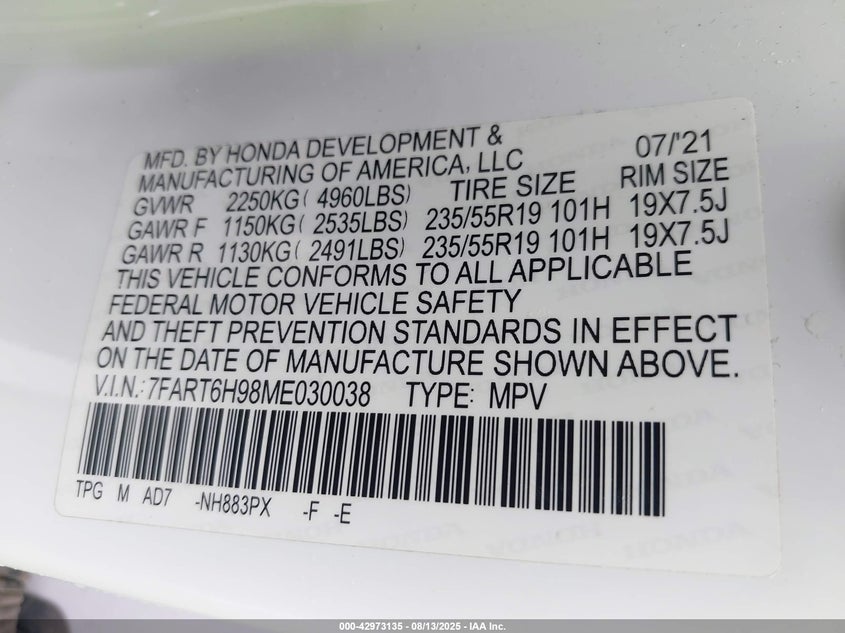 MFD. BY HONDA DEVELOPMENT & 07/'21
MANUFACTURING OF AMERICA, LLC
GVWR 2250KG( 4960LBS) TIRE SIZE RIM SIZE
GAWR F 1150KG( 2535LBS) 235/55R19 101H 19X7.5J
GAWR R 1130KG( 2491LBS) 235/55R19 101H 19X7.5J
THIS VEHICLE CONFORMS TO ALL APPLICABLE
FEDERAL MOTOR VEHICLE SAFETY
AND THEFT PREVENTION STANDARDS IN EFFECT
ON THE DATE OF MANUFACTURE SHOWN ABOVE.
V.I.N.: 7FART6H98ME030038 TYPE: MPV
TPG M AD7 -NH883PX -F -E
000-42973135 - 08/13/2025 - IAA Inc.